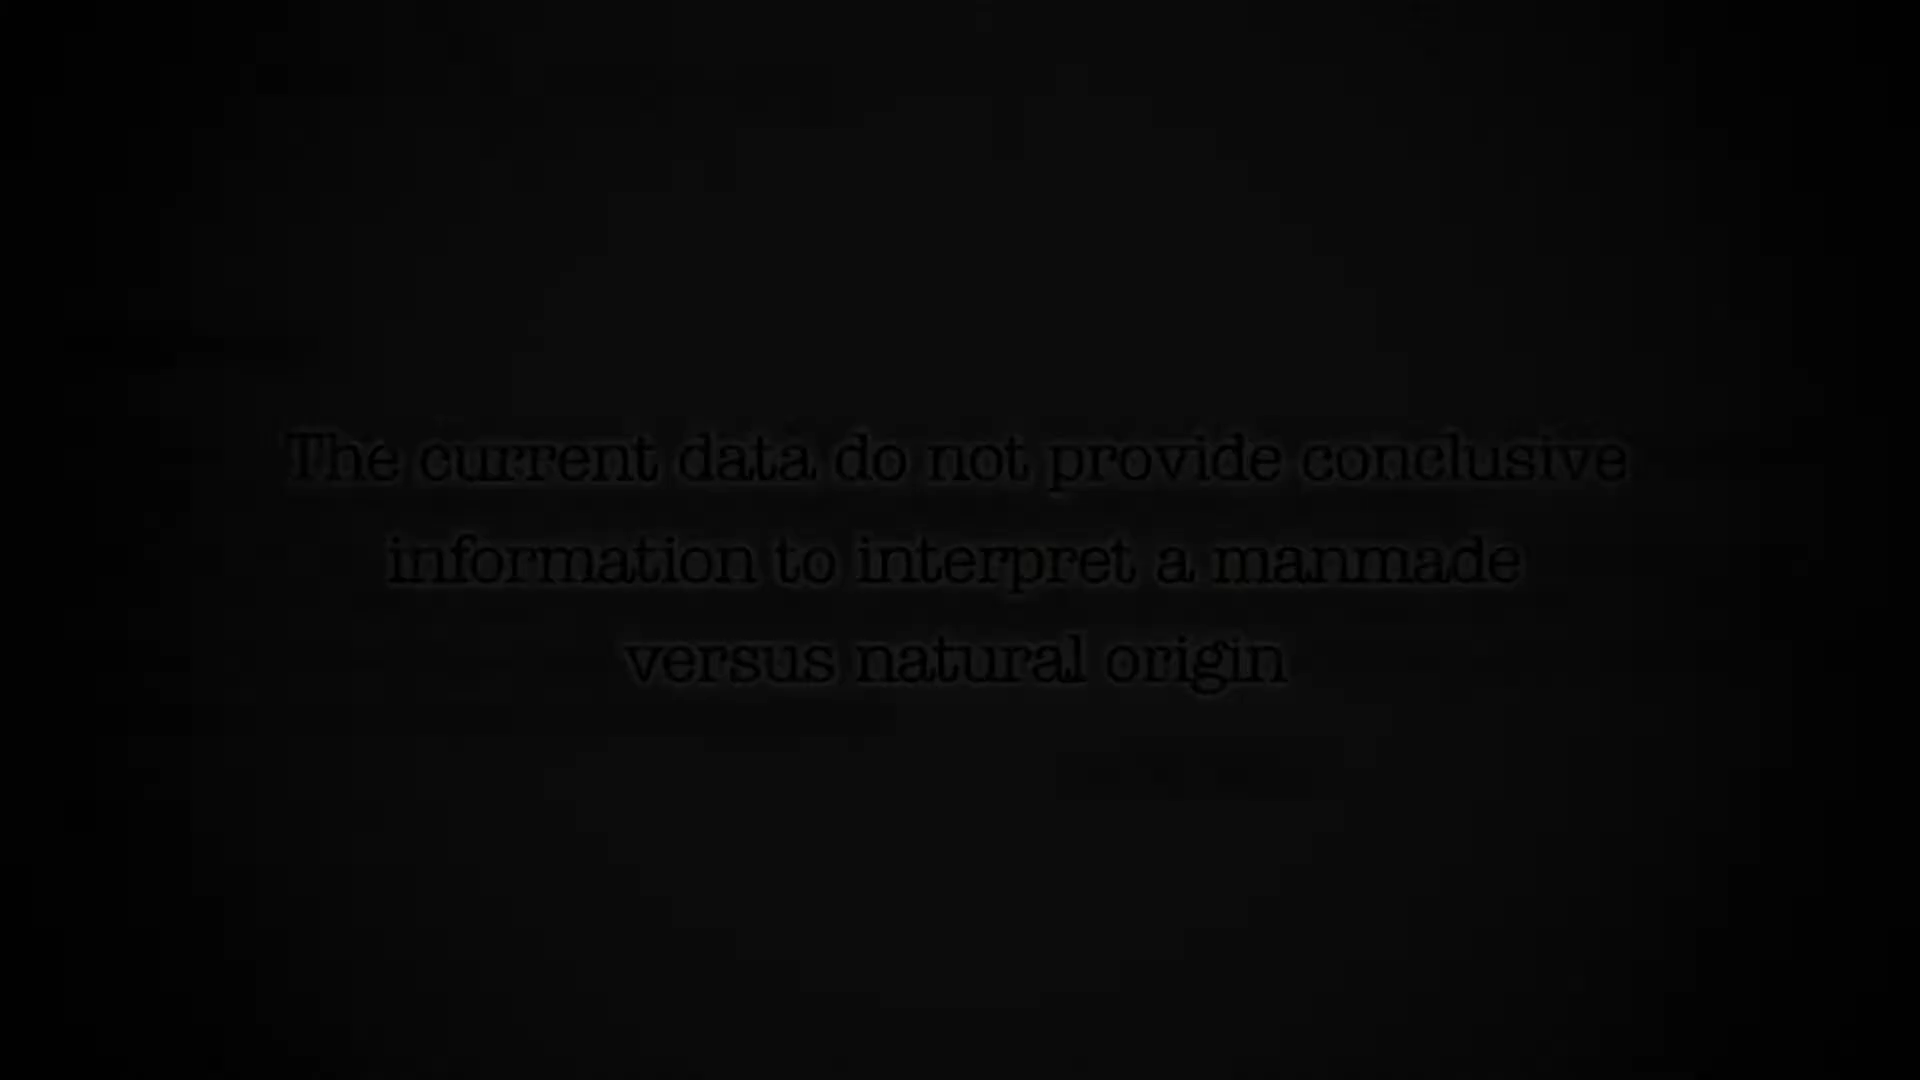 The current data do not provide conclusive
information to interpret a manmade
versus natural origin